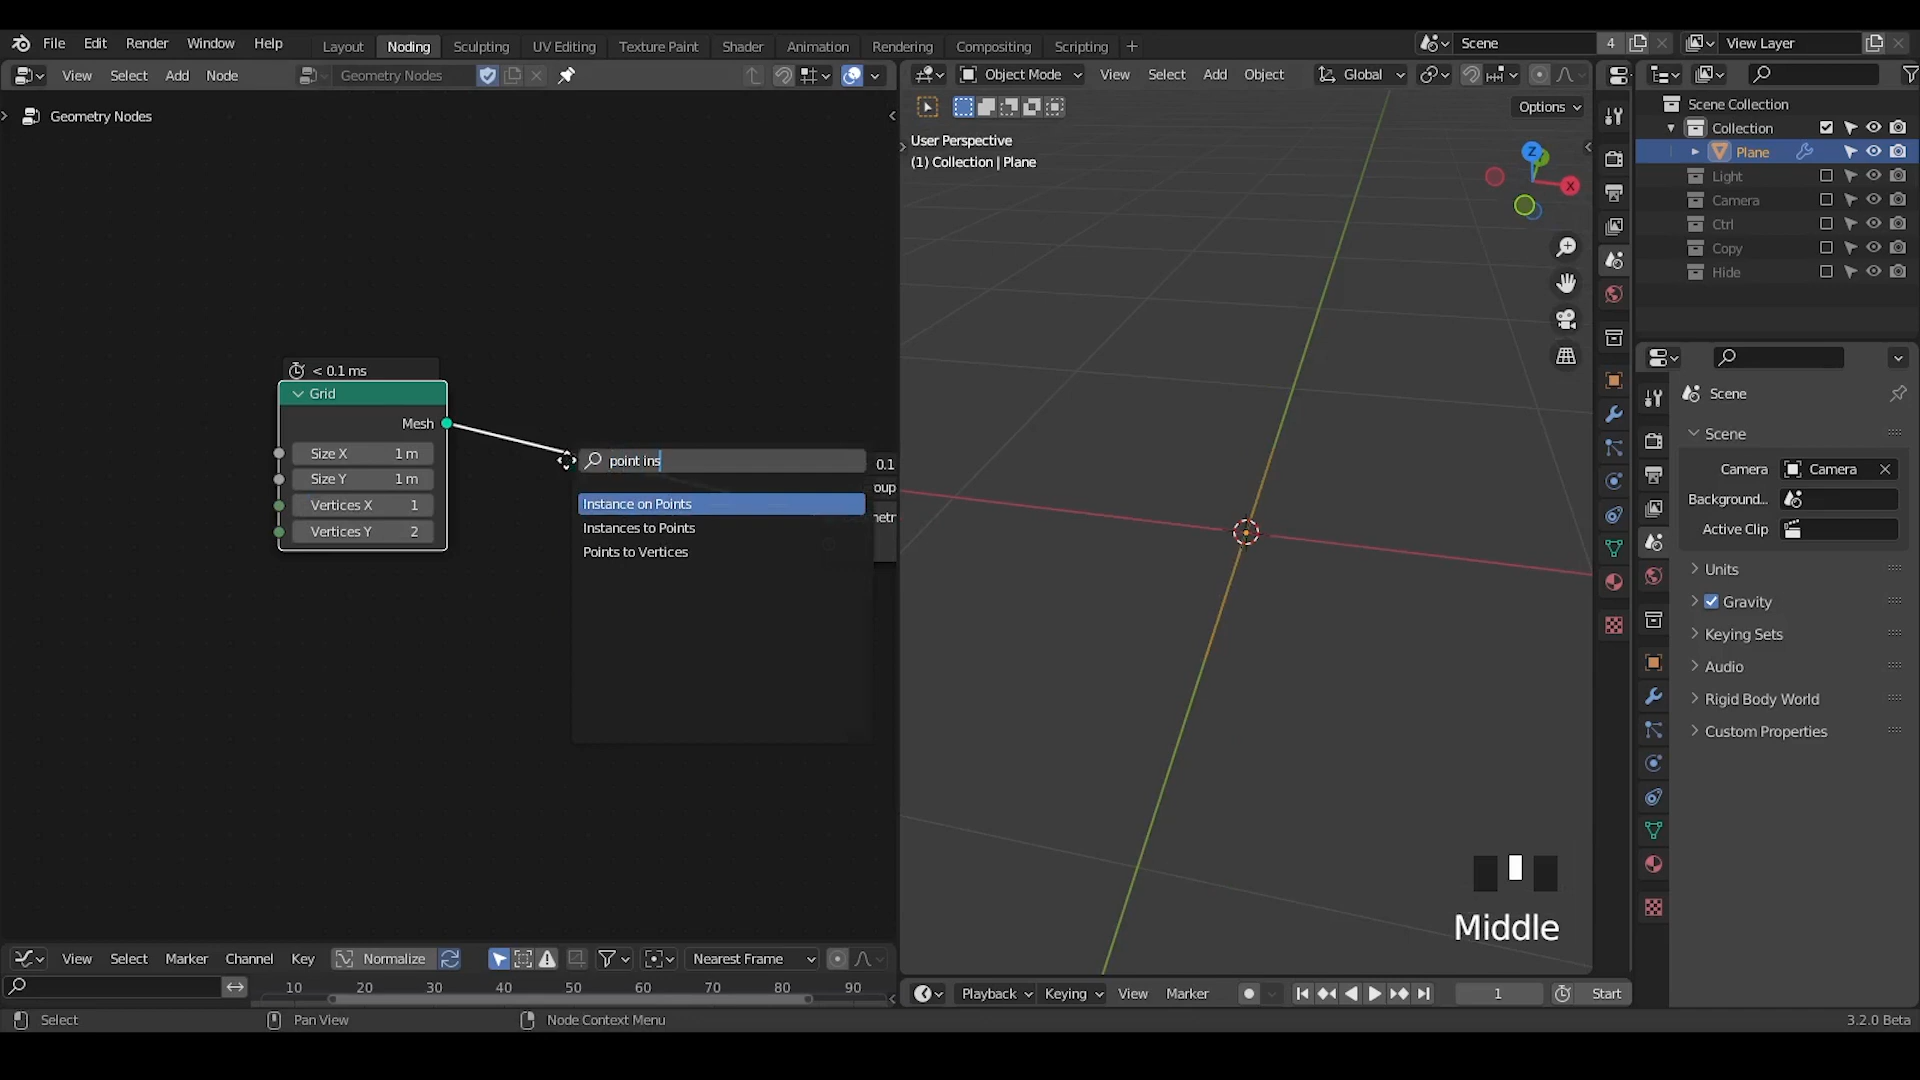 File Edit Render Window Help Layout Noding Sculpting UV Editing Texture Paint Shader Animation Rendering Compositing Scripting + Scene 4 View Layer
View Select Add Node Geometry Nodes Object Mode View Select Add Object Global
Geometry Nodes
Options
User Perspective
(1) Collection | Plane
Z
X
Scene Collection
Collection
Plane
Light
Camera
Ctrl
Copy
Hide
< 0.1 ms
Grid
Mesh
Size X 1 m
Size Y 1 m
Vertices X 1
Vertices Y 2
point ins
Instance on Points
Instances to Points
Points to Vertices
0.1
oup
metr
Scene
Scene
Camera Camera
Background...
Active Clip
Units
Gravity
Keying Sets
Audio
Rigid Body World
Custom Properties
Middle
View Select Marker Channel Key Normalize Nearest Frame
10 20 30 40 50 60 70 80 90
Playback Keying View Marker 1 Start
Select Pan View Node Context Menu 3.2.0 Beta